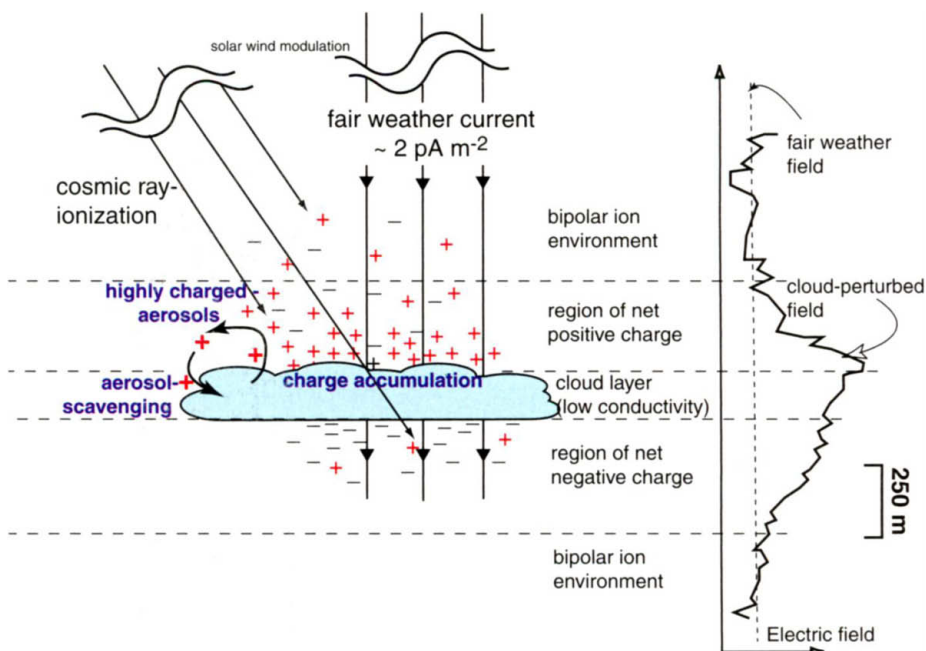 solar wind modulation
fair weather current
~ 2 pA m-2
cosmic ray-
ionization
fair weather
field
bipolar ion
environment
highly charged -
aerosols
region of net
positive charge
cloud-perturbed
field
aerosol-
scavenging
charge accumulation
cloud layer
(low conductivity)
region of net
negative charge
250 m
bipolar ion
environment
Electric field